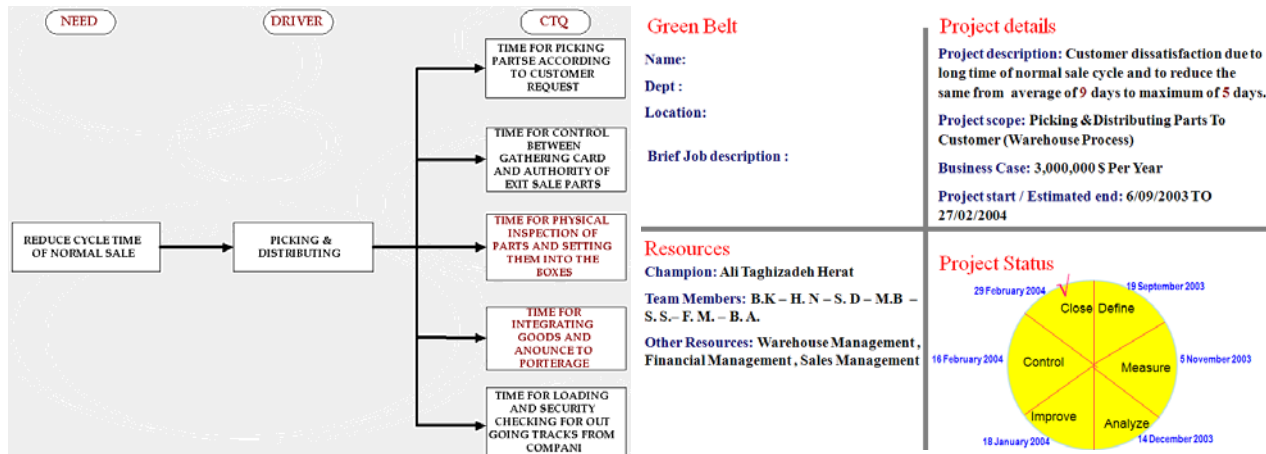 NEED
DRIVER
CTQ
TIME FOR PICKING
PARTSE ACCORDING
TO CUSTOMER
REQUEST
TIME FOR CONTROL
BETWEEN
GATHERING CARD
AND AUTHORITY OF
EXIT SALE PARTS
REDUCE CYCLE TIME
OF NORMAL SALE
PICKING &
DISTRIBUTING
TIME FOR PHYSICAL
INSPECTION OF
PARTS AND SETTING
THEM INTO THE
BOXES
TIME FOR
INTEGRATING
GOODS AND
ANOUNCE TO
PORTERAGE
TIME FOR LOADING
AND SECURITY
CHECKING FOR OUT
GOING TRACKS FROM
COMPANI
Green Belt
Name:
Dept :
Location:
Brief Job description :
Project details
Project description: Customer dissatisfaction due to
long time of normal sale cycle and to reduce the
same from average of 9 days to maximum of 5 days.
Project scope: Picking &Distributing Parts To
Customer (Warehouse Process)
Business Case: 3,000,000 $ Per Year
Project start / Estimated end: 6/09/2003 TO
27/02/2004
Resources
Champion: Ali Taghizadeh Herat
Team Members: B.K – H. N – S. D – M.B –
S. S.– F. M. – B. A.
Other Resources: Warehouse Management ,
Financial Management , Sales Management
Project Status
29 February 2004
19 September 2003
Close
Define
16 February 2004
Control
Measure
5 November 2003
Improve
Analyze
18 January 2004
14 December 2003